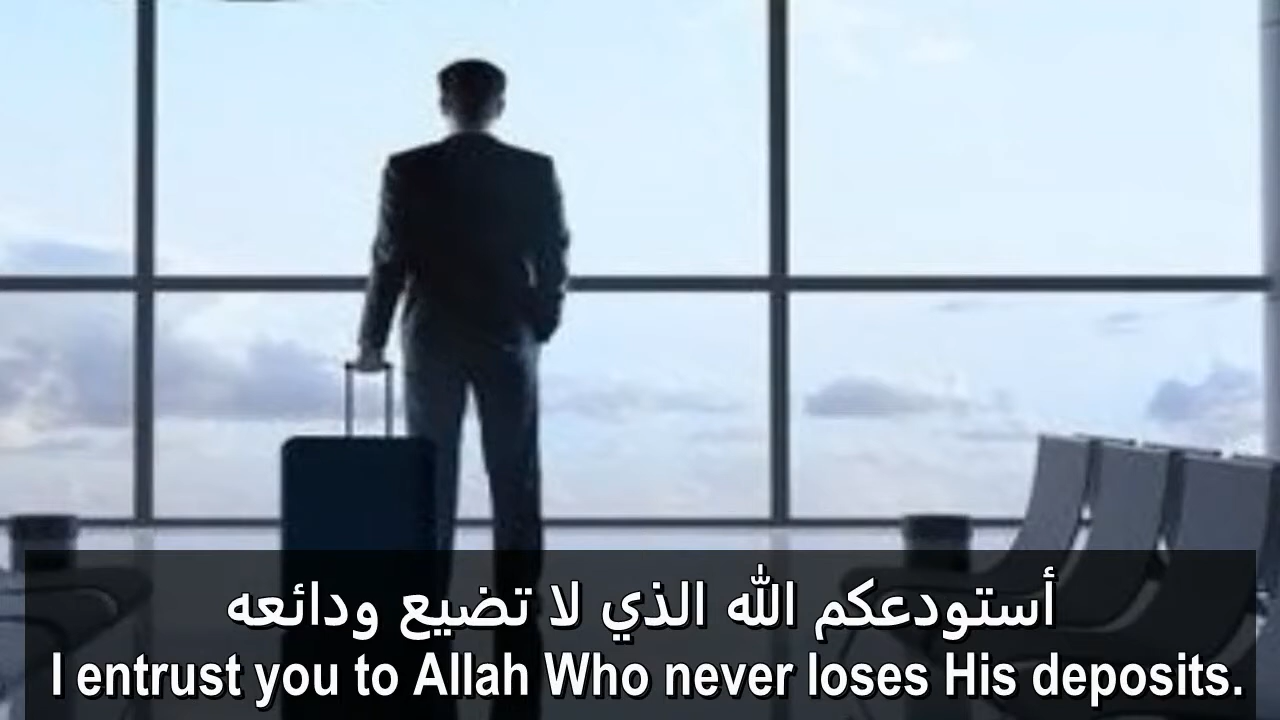 أستودعكم الله الذي لا تضيع ودائعه
I entrust you to Allah Who never loses His deposits.